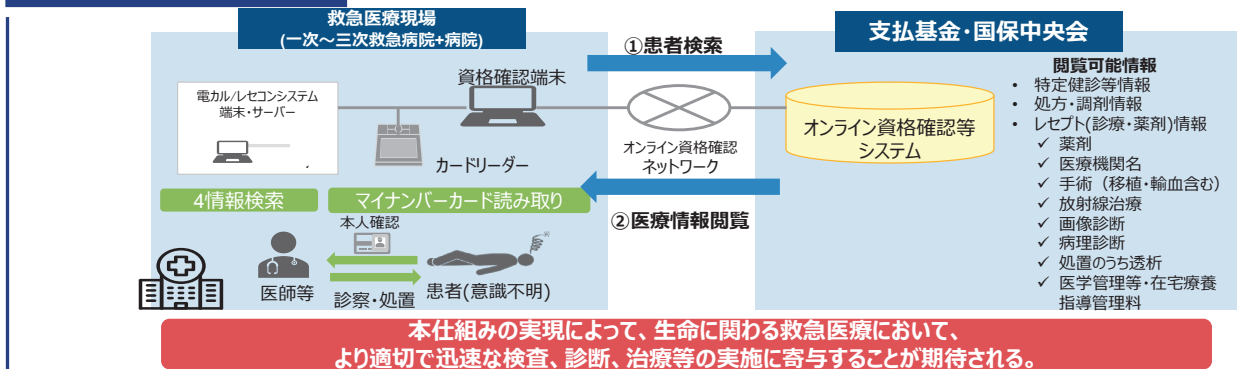 救急医療現場
(一次～三次救急病院+病院)
①患者検索
支払基金・国保中央会
資格確認端末
電カル/レセコンシステム
端末・サーバー
カードリーダー
オンライン資格確認
ネットワーク
オンライン資格確認等
システム
閲覧可能情報
• 特定健診等情報
• 処方・調剤情報
• レセプト(診療・薬剤)情報
✓ 薬剤
✓ 医療機関名
✓ 手術（移植・輸血含む）
✓ 放射線治療
✓ 画像診断
✓ 病理診断
✓ 処置のうち透析
✓ 医学管理等・在宅療養
指導管理料
4情報検索
マイナンバーカード読み取り
②医療情報閲覧
本人確認
医師等
診察・処置
患者(意識不明)
本仕組みの実現によって、生命に関わる救急医療において、
より適切で迅速な検査、診断、治療等の実施に寄与することが期待される。